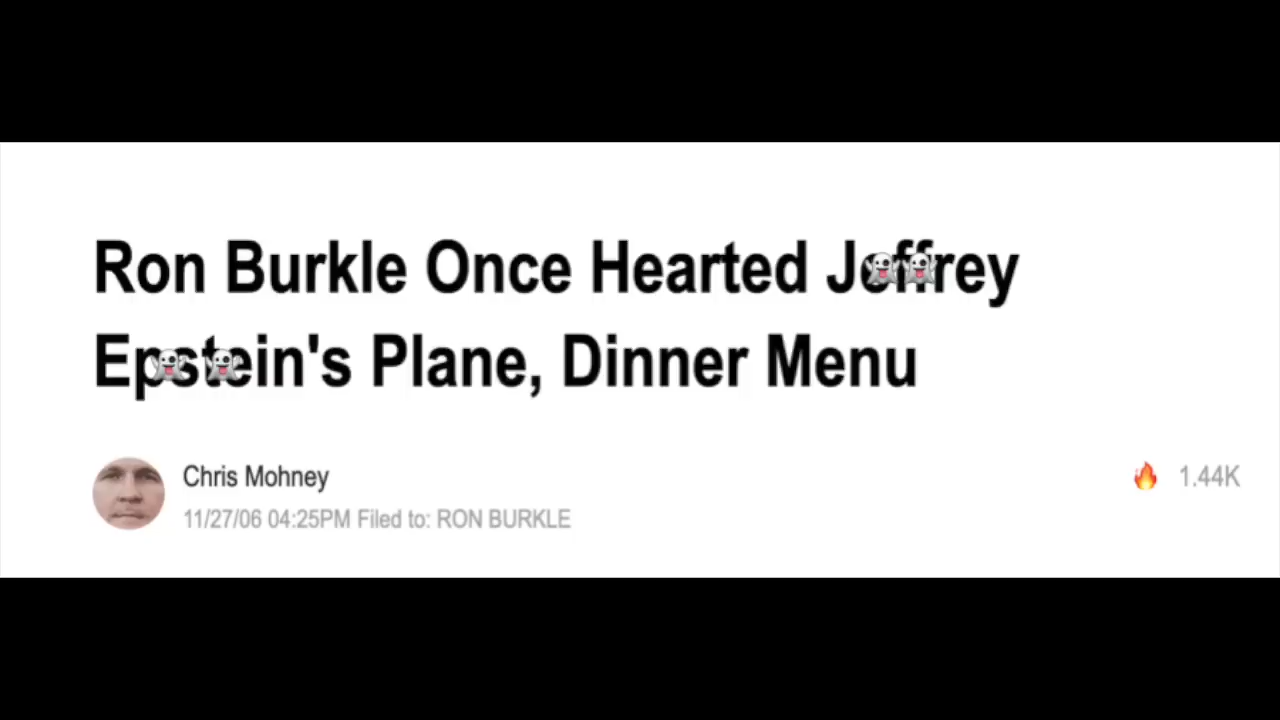 Ron Burkle Once Hearted Jeffrey
Epstein's Plane, Dinner Menu
Chris Mohney
🔥 1.44K
11/27/06 04:25PM Filed to: RON BURKLE